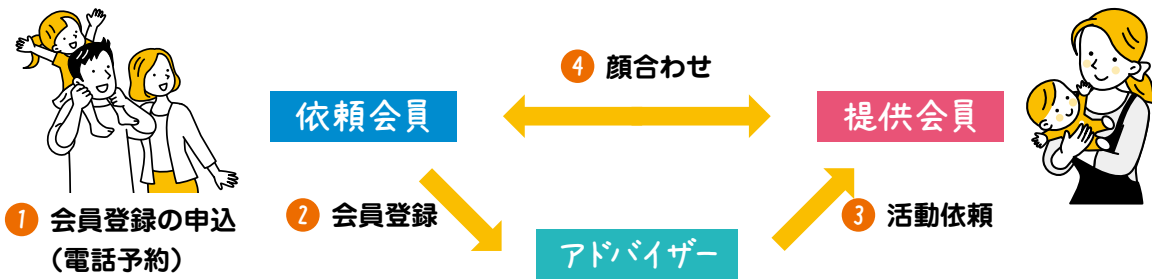 4 顔合わせ
依頼会員
提供会員
1 会員登録の申込
（電話予約）
2 会員登録
3 活動依頼
アドバイザー